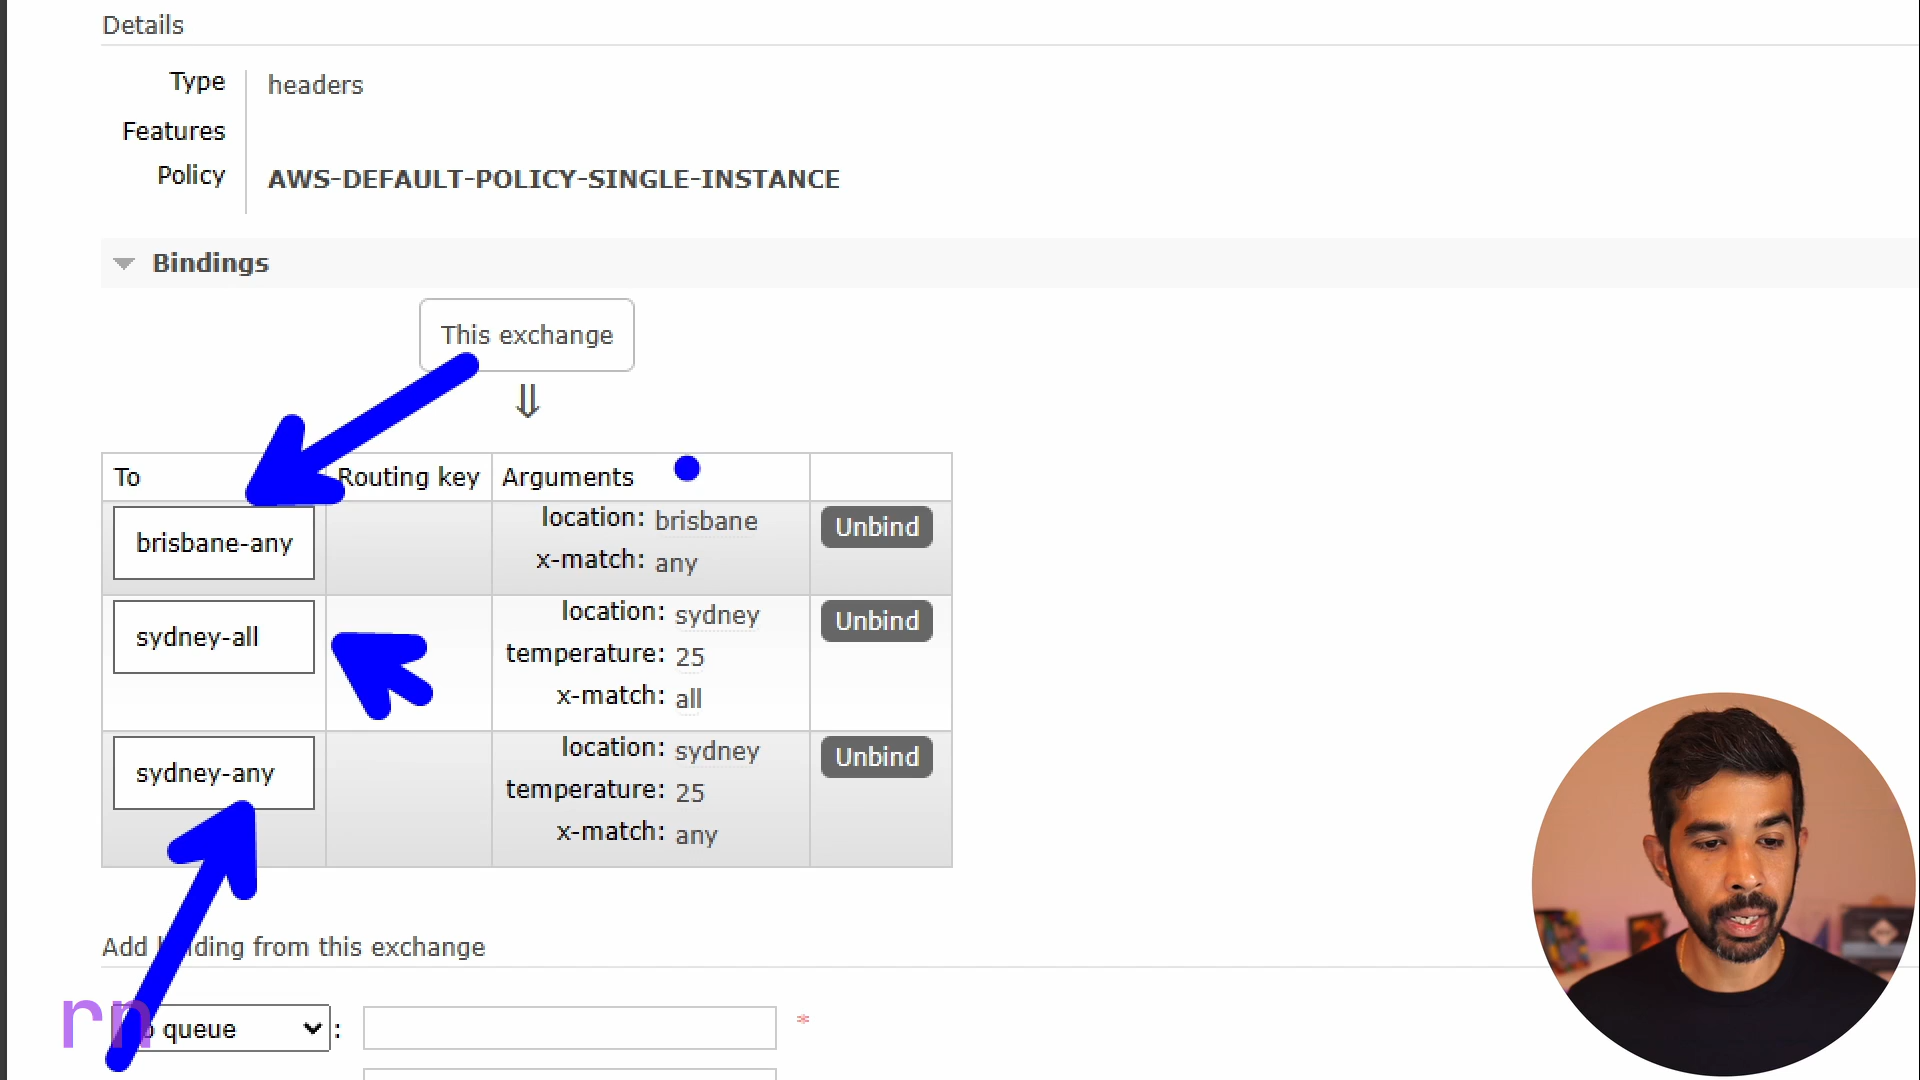 Details
Type headers
Features
Policy AWS-DEFAULT-POLICY-SINGLE-INSTANCE
Bindings
This exchange
⇓
To Routing key Arguments
brisbane-any location: brisbane Unbind
x-match: any
sydney-all location: sydney Unbind
temperature: 25
x-match: all
sydney-any location: sydney Unbind
temperature: 25
x-match: any
Add binding from this exchange
queue : *
rn